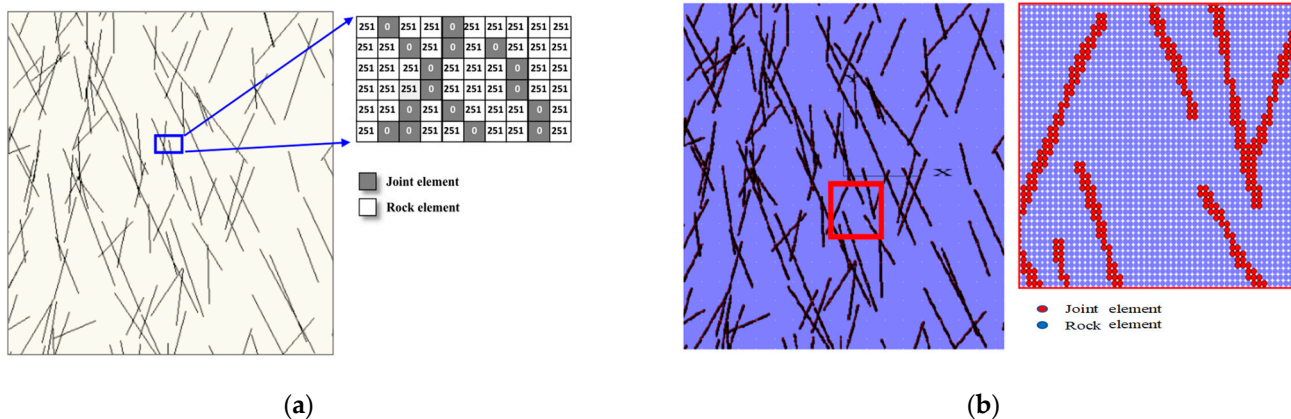 251 0 251 251 0 251 251 251 251 251
251 251 0 251 0 251 0 251 251 251
251 251 251 0 251 251 251 0 251 251
251 251 251 0 251 251 251 0 251 251
251 251 0 251 0 251 251 251 0 251
251 0 0 251 251 0 251 251 0 251
Joint element
Rock element
(a)
X
Joint element
Rock element
(b)